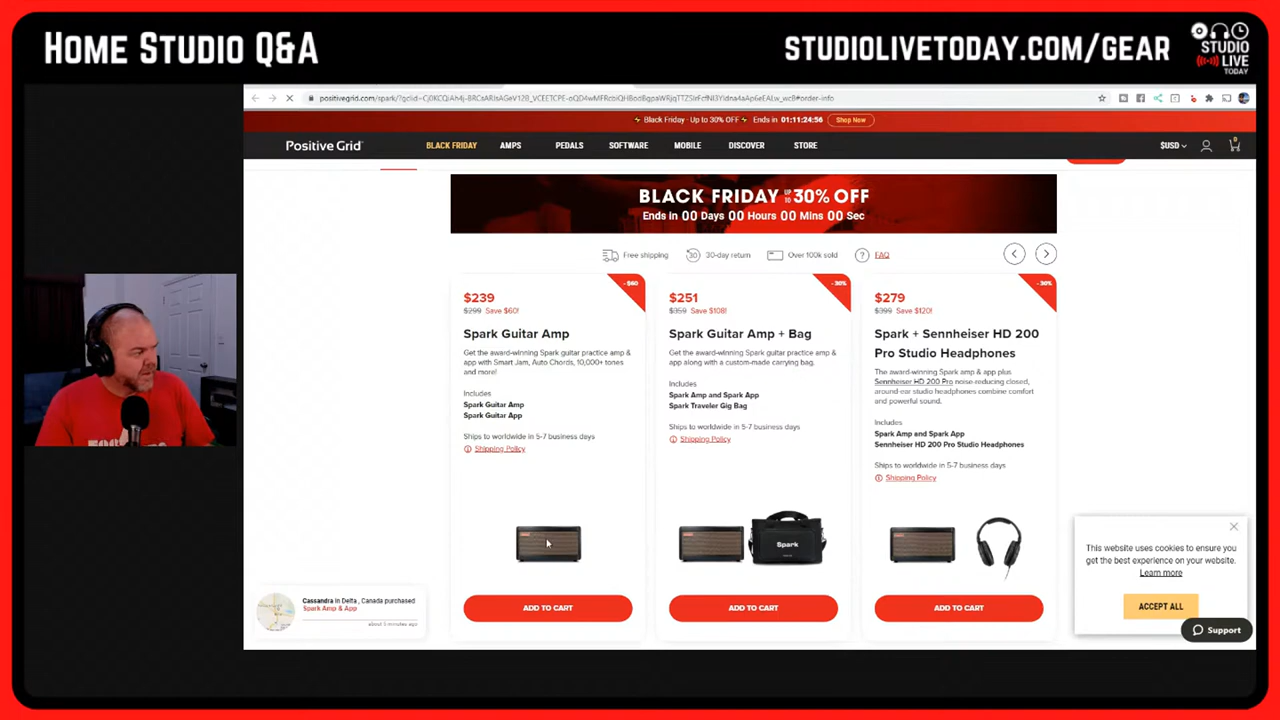 HOME STUDIO Q&A
STUDIOLIVETODAY.COM/GEAR
STUDIO
LIVE
TODAY
Black Friday - Up to 30% OFF
Ends in 01:11:24:56
Shop Now
Positive Grid
BLACK FRIDAY
AMPS
PEDALS
SOFTWARE
MOBILE
DISCOVER
STORE
$USD
0
BLACK FRIDAY UP TO 30% OFF
Ends in 00 Days 00 Hours 00 Mins 00 Sec
Free shipping
30
30-day return
Over 100k sold
? FAQ
- $60
$239
$299 Save $60!
Spark Guitar Amp
Get the award-winning Spark guitar practice amp &
app with Smart Jam, Auto Chords, 10,000+ tones
and more!
Includes
Spark Guitar Amp
Spark Guitar App
Ships to worldwide in 5-7 business days
Shipping Policy
ADD TO CART
- 30%
$251
$359 Save $108!
Spark Guitar Amp + Bag
Get the award-winning Spark guitar practice amp &
app along with a custom-made carrying bag.
Includes
Spark Amp and Spark App
Spark Traveler Gig Bag
Ships to worldwide in 5-7 business days
Shipping Policy
Spark
ADD TO CART
- 30%
$279
$399 Save $120!
Spark + Sennheiser HD 200
Pro Studio Headphones
The award-winning Spark amp & app plus
Sennheiser HD 200 Pro noise-reducing closed,
around-ear studio headphones combine comfort
and powerful sound.
Includes
Spark Amp and Spark App
Sennheiser HD 200 Pro Studio Headphones
Ships to worldwide in 5-7 business days
Shipping Policy
ADD TO CART
Cassandra in Delta , Canada purchased
Spark Amp & App
This website uses cookies to ensure you
get the best experience on your website.
Learn more
ACCEPT ALL
Support